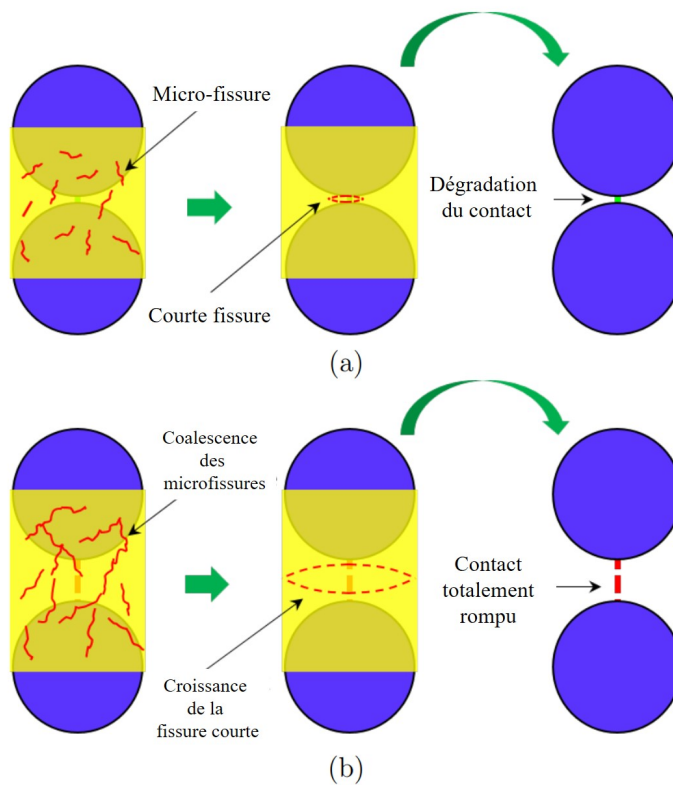 Micro-fissure
Dégradation
du contact
Courte fissure
(a)
Coalescence
des
microfissures
Contact
totalement
rompu
Croissance
de la
fissure courte
(b)